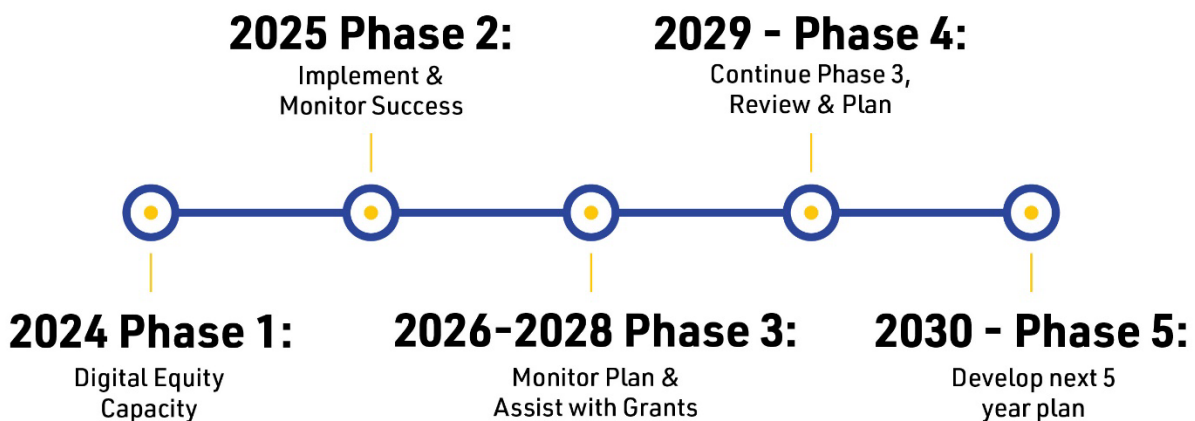 2025 Phase 2:
Implement &
Monitor Success
2029 - Phase 4:
Continue Phase 3,
Review & Plan
2024 Phase 1:
Digital Equity
Capacity
2026-2028 Phase 3:
Monitor Plan &
Assist with Grants
2030 - Phase 5:
Develop next 5
year plan